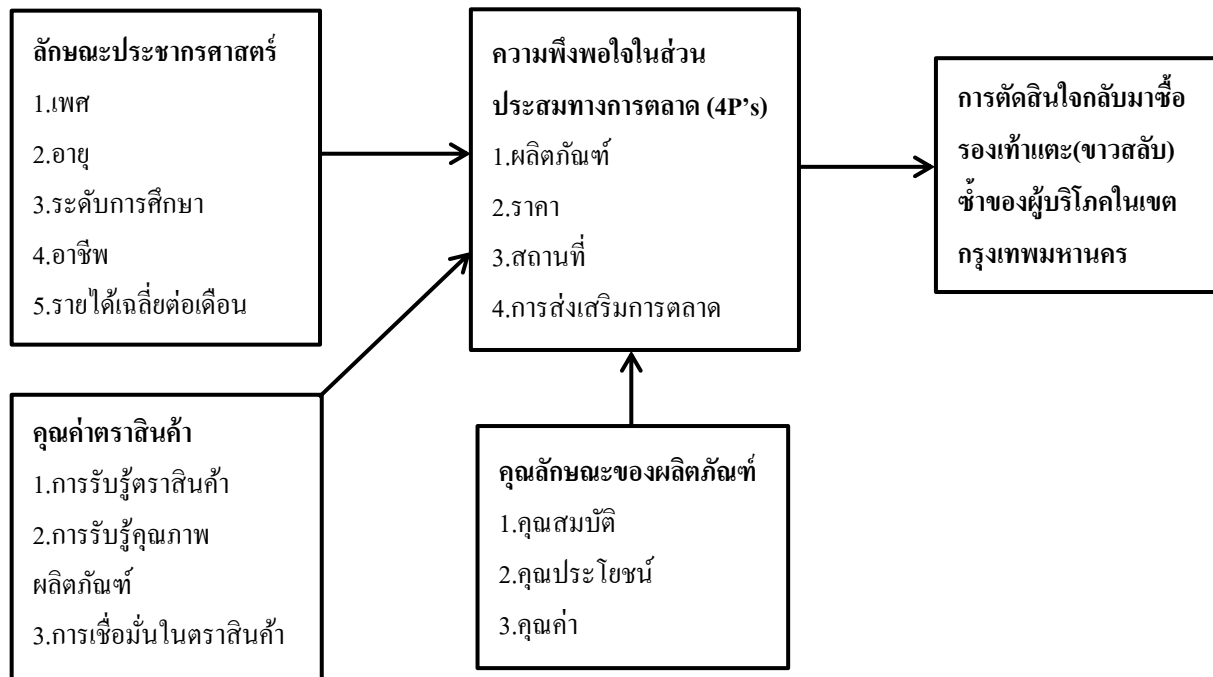 ลักษณะประชากรศาสตร์
1.เพศ
2.อายุ
3.ระดับการศึกษา
4.อาชีพ
5.รายได้เฉลี่ยต่อเดือน
ความพึงพอใจในส่วน
ประสมทางการตลาด (4P’s)
1.ผลิตภัณฑ์
2.ราคา
3.สถานที่
4.การส่งเสริมการตลาด
การตัดสินใจกลับมาซื้อ
รองเท้าแตะ(ขาวสลับ)
ซ้ำของผู้บริโภคในเขต
กรุงเทพมหานคร
คุณค่าตราสินค้า
1.การรับรู้ตราสินค้า
2.การรับรู้คุณภาพ
ผลิตภัณฑ์
3.การเชื่อมั่นในตราสินค้า
คุณลักษณะของผลิตภัณฑ์
1.คุณสมบัติ
2.คุณประโยชน์
3.คุณค่า